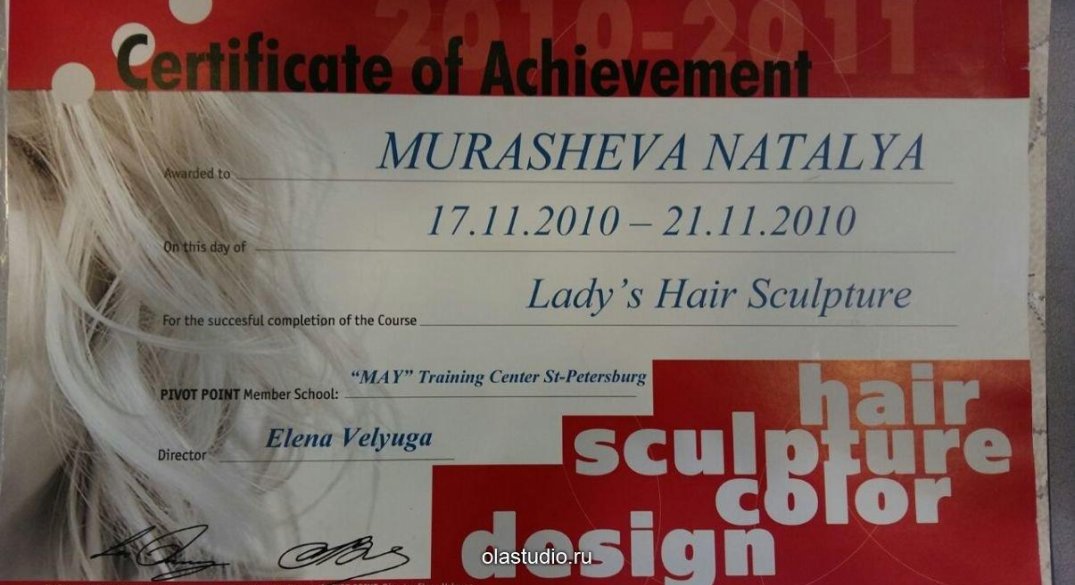 2010-2011
Certificate of Achievement
Awarded to MURASHEVA NATALYA
On this day of 17.11.2010 – 21.11.2010
For the succesful completion of the Course Lady's Hair Sculpture
PIVOT POINT Member School: “MAY” Training Center St-Petersburg
Director Elena Velyuga
hair
sculpture
color
design
olastudio.ru